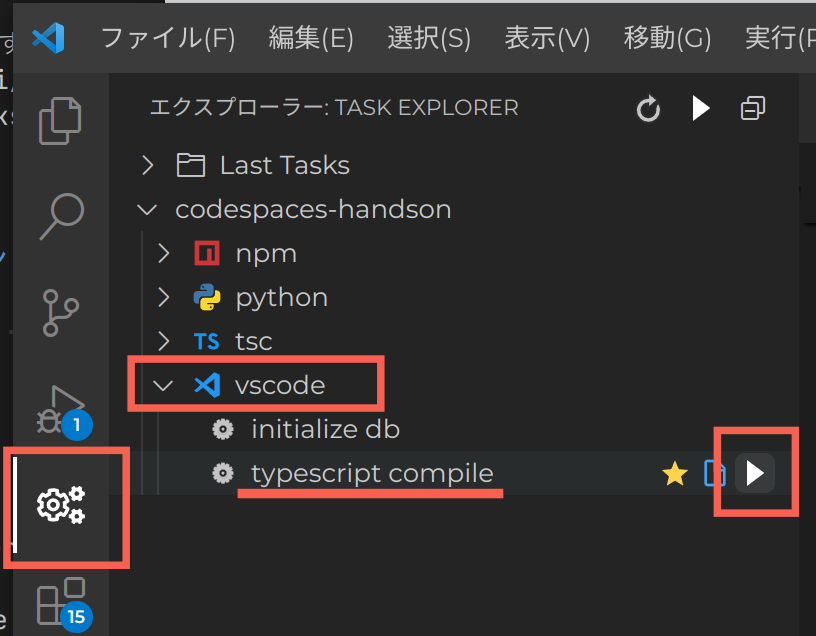 ファイル(F) 編集(E) 選択(S) 表示(V) 移動(G) 実行(
エクスプローラー: TASK EXPLORER
Last Tasks
codespaces-handson
npm
python
TS tsc
vscode
initialize db
typescript compile
1
15